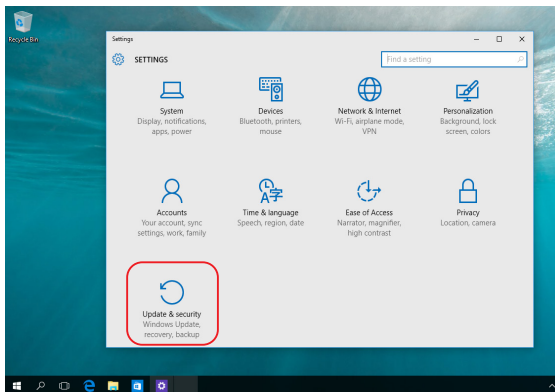 Recycle Bin
Settings
SETTINGS
Find a setting
System
Display, notifications,
apps, power
Devices
Bluetooth, printers,
mouse
Network & Internet
Wi-Fi, airplane mode,
VPN
Personalization
Background, lock
screen, colors
Accounts
Your account, sync
settings, work, family
Time & language
Speech, region, date
Ease of Access
Narrator, magnifier,
high contrast
Privacy
Location, camera
Update & security
Windows Update,
recovery, backup